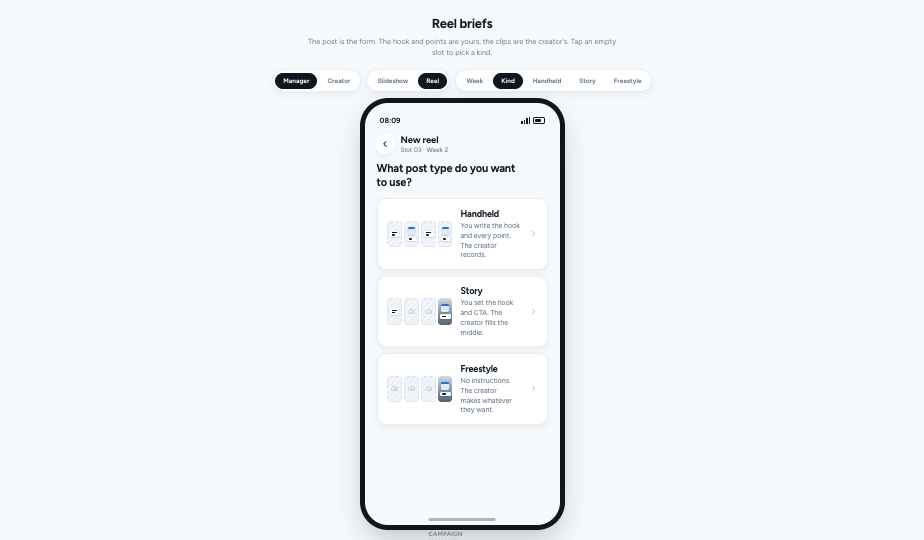 Reel briefs
The post is the form. The hook and points are yours, the clips are the creator's. Tap an empty
slot to pick a kind.
Manager Creator Slideshow Reel Week Kind Handheld Story Freestyle
08:09
New reel
Slot 03 · Week 2
What post type do you want
to use?
Handheld
You write the hook
and every point.
The creator
records.
Story
You set the hook
and CTA. The
creator fills the
middle.
Freestyle
No instructions.
The creator
makes whatever
they want.
CAMPAIGN